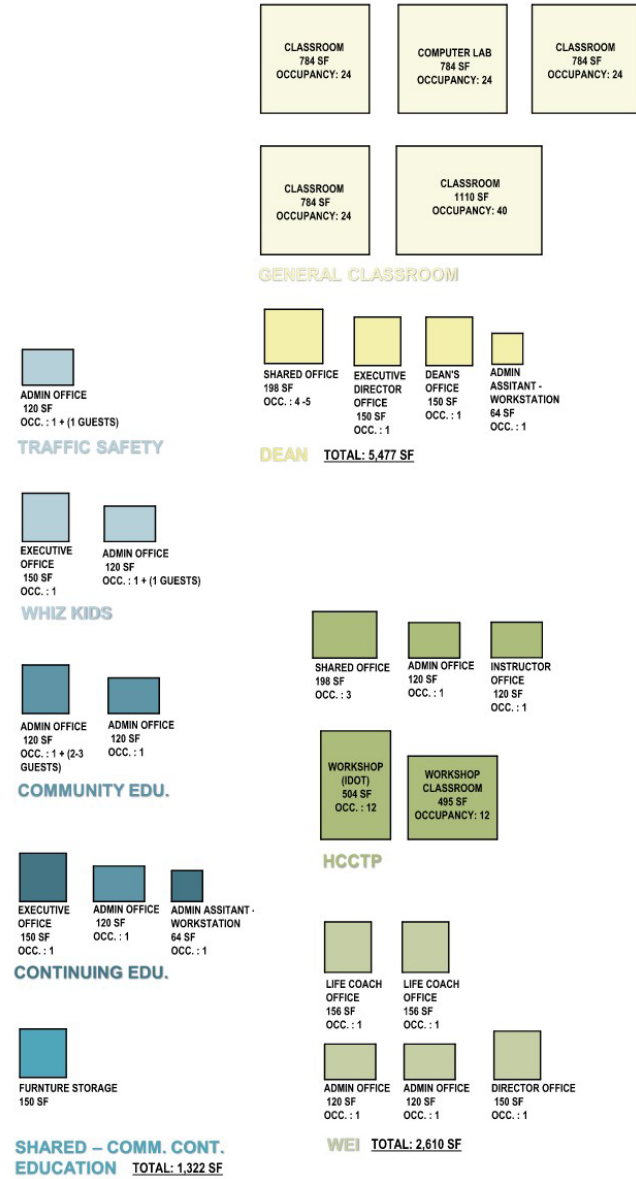 CLASSROOM
784 SF
OCCUPANCY: 24
COMPUTER LAB
784 SF
OCCUPANCY: 24
CLASSROOM
784 SF
OCCUPANCY: 24
CLASSROOM
784 SF
OCCUPANCY: 24
CLASSROOM
1110 SF
OCCUPANCY: 40
GENERAL CLASSROOM
SHARED OFFICE
198 SF
OCC. : 4 -5
EXECUTIVE
DIRECTOR
OFFICE
150 SF
OCC. : 1
DEAN'S
OFFICE
150 SF
OCC. : 1
ADMIN
ASSITANT -
WORKSTATION
64 SF
OCC. : 1
DEAN TOTAL: 5,477 SF
ADMIN OFFICE
120 SF
OCC. : 1 + (1 GUESTS)
TRAFFIC SAFETY
EXECUTIVE
OFFICE
150 SF
OCC. : 1
ADMIN OFFICE
120 SF
OCC. : 1 + (1 GUESTS)
WHIZ KIDS
ADMIN OFFICE
120 SF
OCC. : 1 + (2-3
GUESTS)
ADMIN OFFICE
120 SF
OCC. : 1
COMMUNITY EDU.
EXECUTIVE
OFFICE
150 SF
OCC. : 1
ADMIN OFFICE
120 SF
OCC. : 1
ADMIN ASSITANT -
WORKSTATION
64 SF
OCC. : 1
CONTINUING EDU.
FURNTURE STORAGE
150 SF
SHARED – COMM. CONT.
EDUCATION TOTAL: 1,322 SF
SHARED OFFICE
198 SF
OCC. : 3
ADMIN OFFICE
120 SF
OCC. : 1
INSTRUCTOR
OFFICE
120 SF
OCC. : 1
WORKSHOP
(IDOT)
504 SF
OCC. : 12
WORKSHOP
CLASSROOM
495 SF
OCCUPANCY: 12
HCCTP
LIFE COACH
OFFICE
156 SF
OCC. : 1
LIFE COACH
OFFICE
156 SF
OCC. : 1
ADMIN OFFICE
120 SF
OCC. : 1
ADMIN OFFICE
120 SF
OCC. : 1
DIRECTOR OFFICE
150 SF
OCC. : 1
WEI TOTAL: 2,610 SF